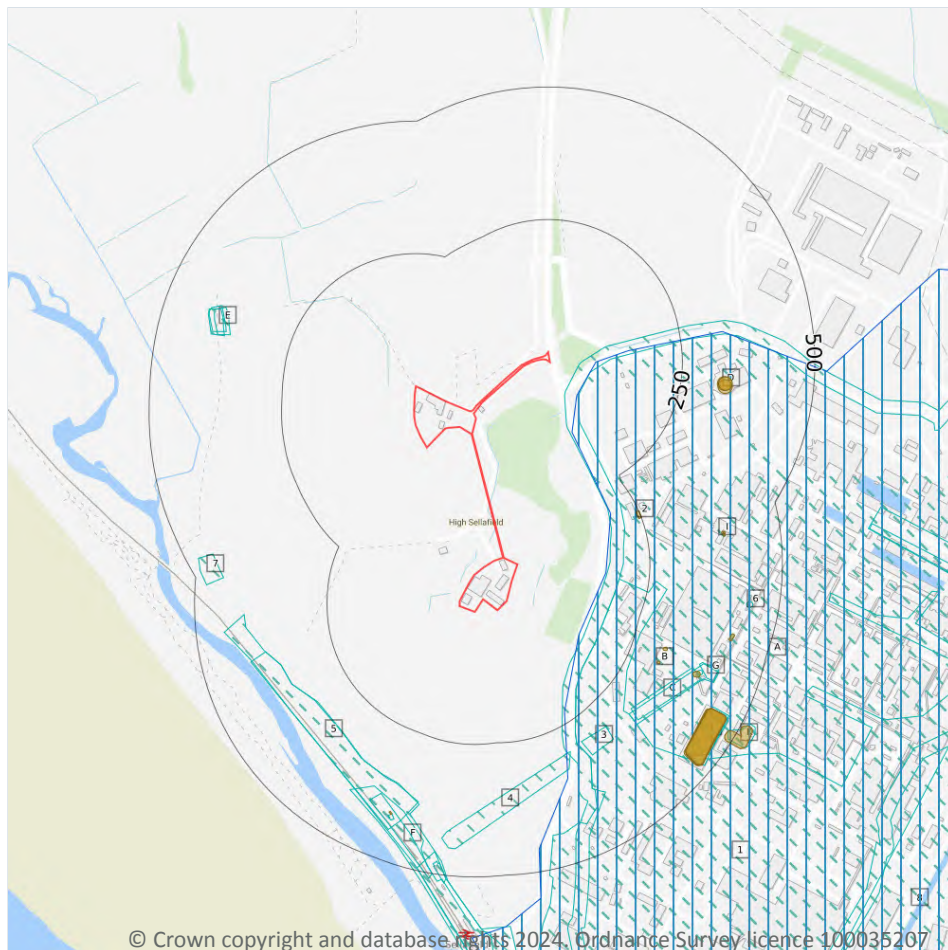 500
E
250
D
2
High Sellafield
I
7
6
A
B
G
C
5
3
4
F
1
8
© Crown copyright and database rights 2024. Ordnance Survey licence 100035207